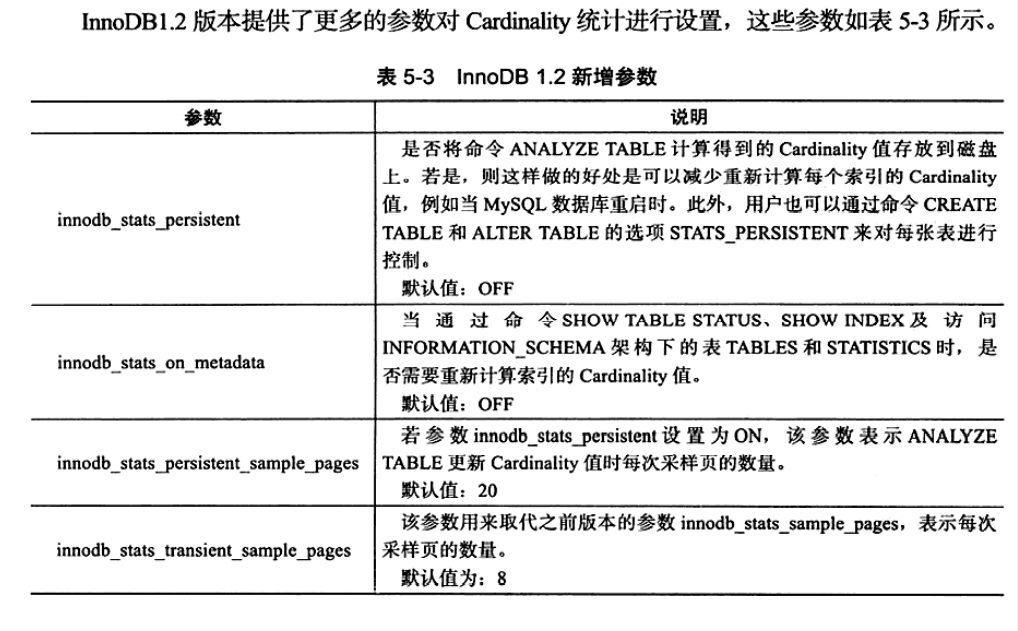 InnoDB1.2 版本提供了更多的参数对 Cardinality 统计进行设置，这些参数如表 5-3 所示。
表 5-3 InnoDB 1.2 新增参数
参数
说明
innodb_stats_persistent
是否将命令 ANALYZE TABLE 计算得到的 Cardinality 值存放到磁盘
上。若是，则这样做的好处是可以减少重新计算每个索引的 Cardinality
值，例如当 MySQL 数据库重启时。此外，用户也可以通过命令 CREATE
TABLE 和 ALTER TABLE 的选项 STATS_PERSISTENT 来对每张表进行
控制。
默认值：OFF
innodb_stats_on_metadata
当通过命令 SHOW TABLE STATUS、SHOW INDEX 及访问
INFORMATION_SCHEMA 架构下的表 TABLES 和 STATISTICS 时，是
否需要重新计算索引的 Cardinality 值。
默认值：OFF
innodb_stats_persistent_sample_pages
若参数 innodb_stats_persistent 设置为 ON，该参数表示 ANALYZE
TABLE 更新 Cardinality 值时每次采样页的数量。
默认值：20
innodb_stats_transient_sample_pages
该参数用来取代之前版本的参数 innodb_stats_sample_pages，表示每次
采样页的数量。
默认值为：8